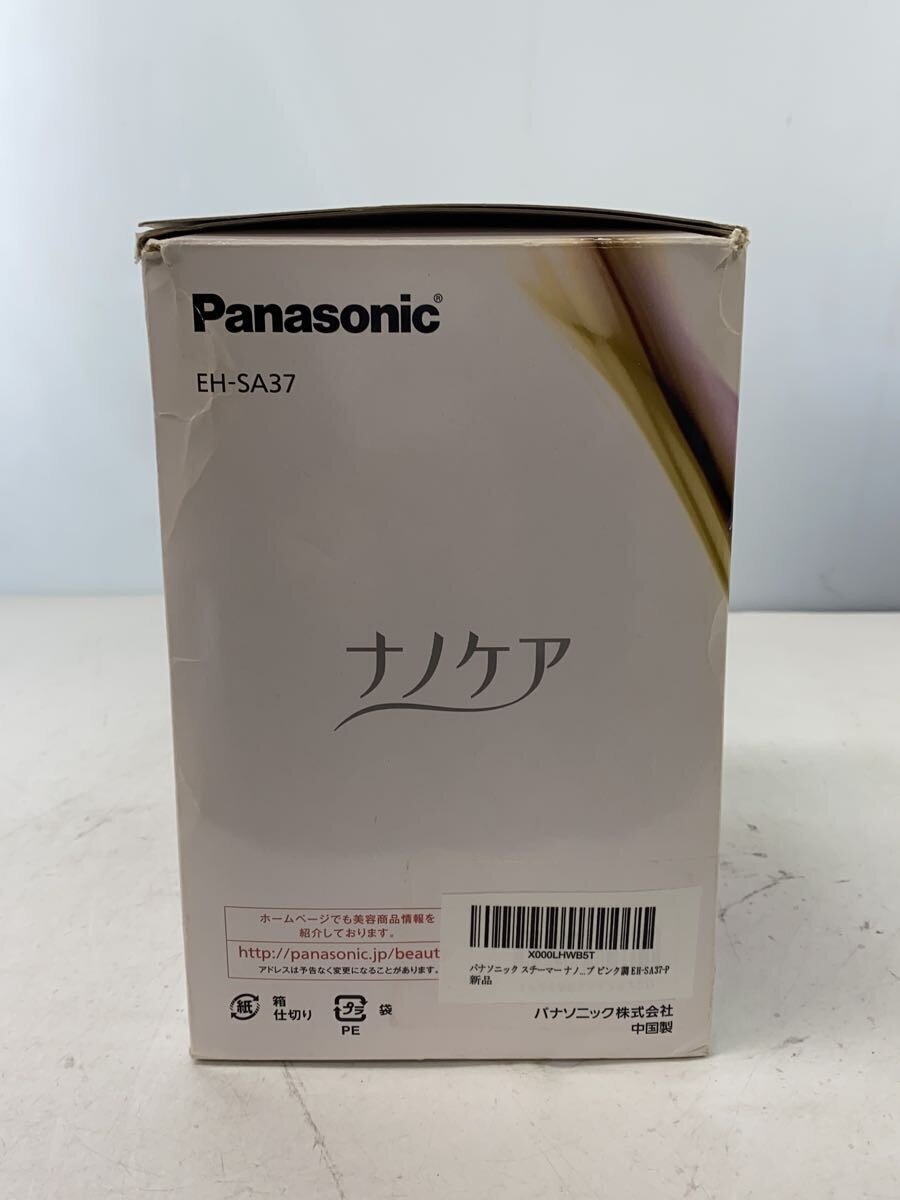 Panasonic®
EH-SA37
ナノケア
ホームページでも美容商品情報を
紹介しております。
http://panasonic.jp/beaut
アドレスは予告なく変更になることがあります。
紙 箱
仕切り
プラ 袋
PE
X000LHWB5T
パナソニック スチーマー ナノ...プ ピンク調 EH-SA37-P
新品
パナソニック株式会社
中国製